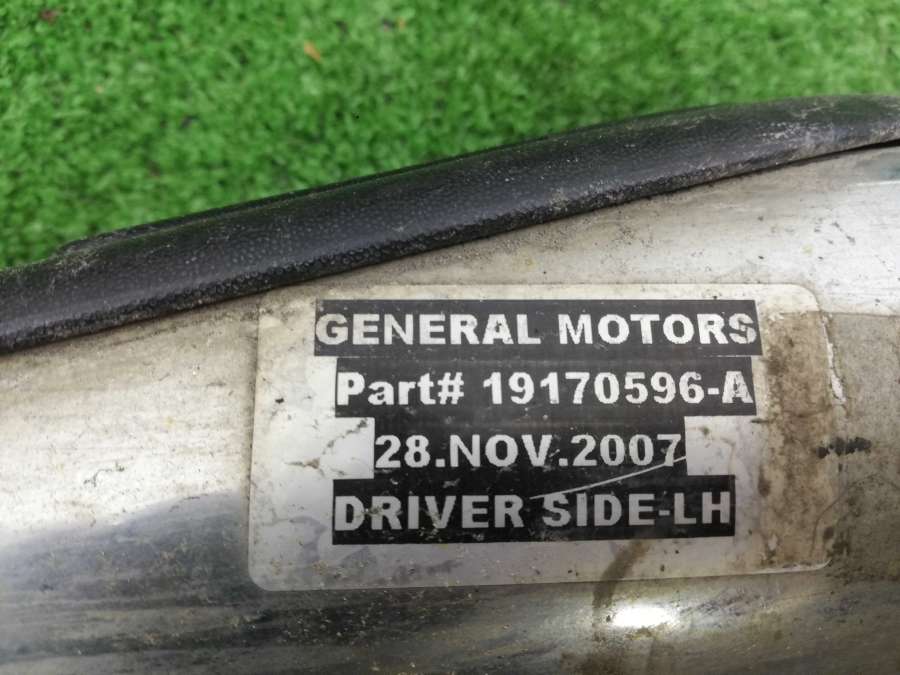 GENERAL MOTORS
Part# 19170596-A
28.NOV.2007
DRIVER SIDE-LH